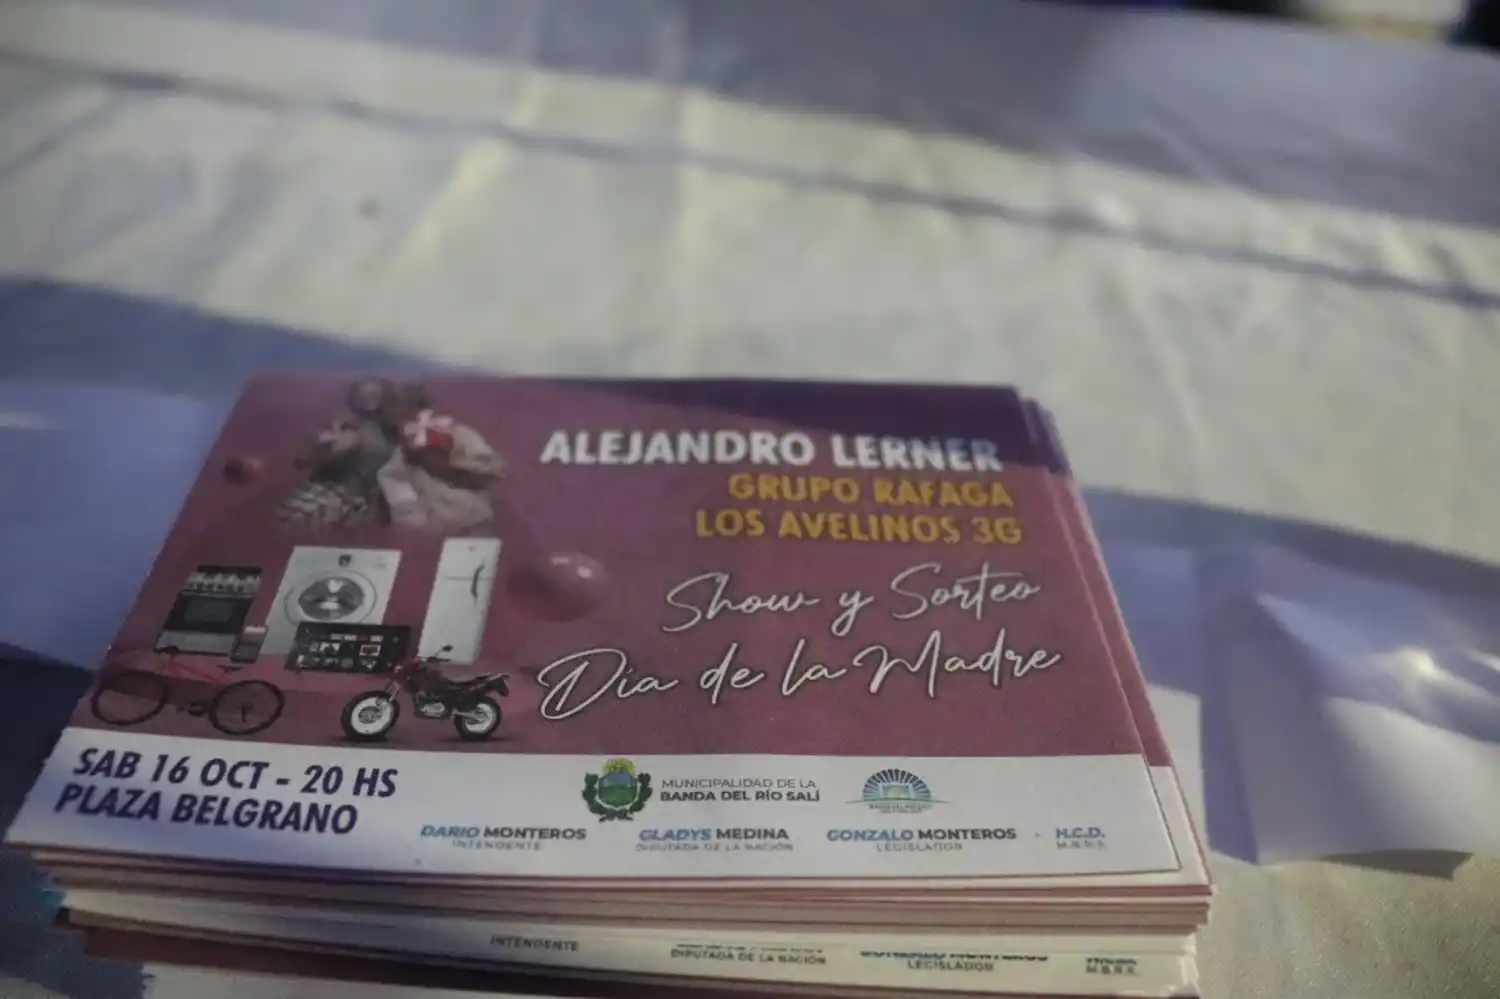 ALEJANDRO LERNER
GRUPO RAFAGA
LOS AVELINOS 3G
Show y Sorteo
Día de la Madre
SAB 16 OCT - 20 HS
PLAZA BELGRANO
MUNICIPALIDAD DE LA
BANDA DEL RÍO SALÍ
DARIO MONTEROS
INTENDENTE
GLADYS MEDINA
DIPUTADA DE LA NACIÓN
GONZALO MONTEROS
LEGISLADOR
H.C.D.
M.B.R.S.
INTENDENTE
DIPUTADA DE LA NACIÓN
GONZALO MONTEROS
LEGISLADOR